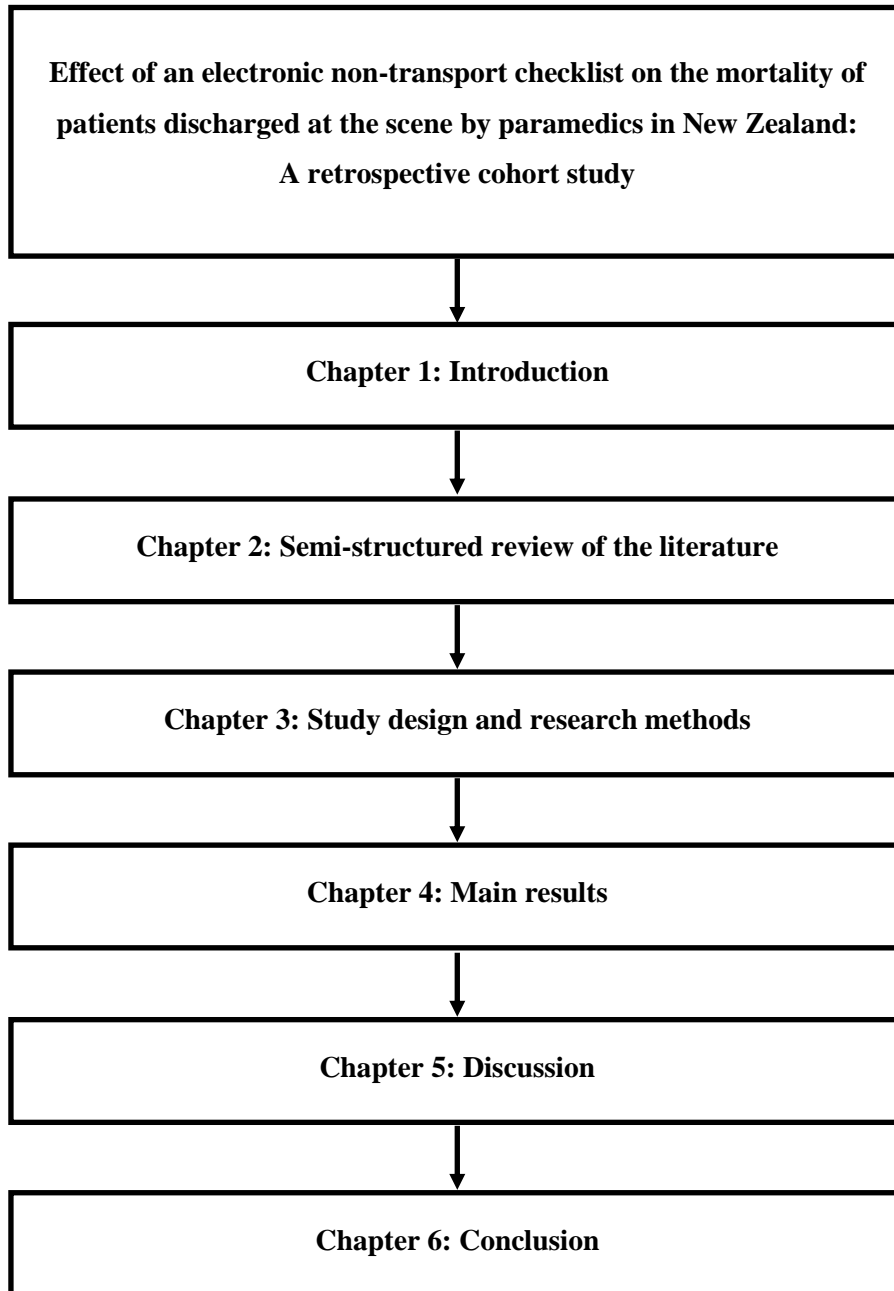 Effect of an electronic non-transport checklist on the mortality of
patients discharged at the scene by paramedics in New Zealand:
A retrospective cohort study
Chapter 1: Introduction
Chapter 2: Semi-structured review of the literature
Chapter 3: Study design and research methods
Chapter 4: Main results
Chapter 5: Discussion
Chapter 6: Conclusion